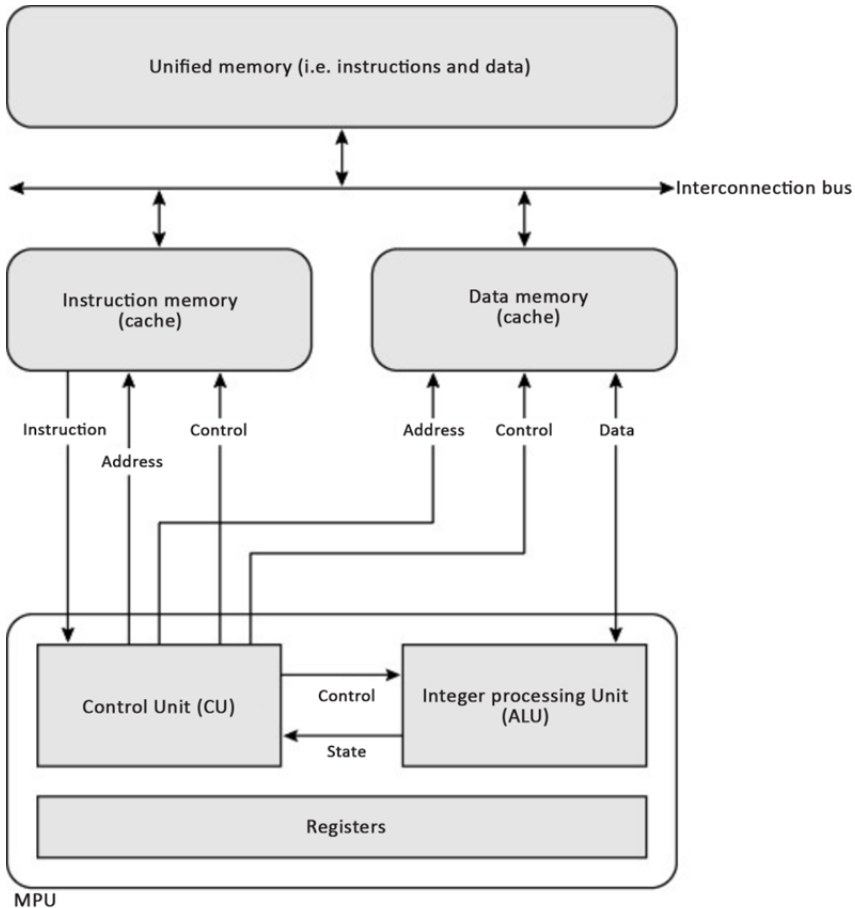 Unified memory (i.e. instructions and data)
Interconnection bus
Instruction memory
(cache)
Data memory
(cache)
Instruction
Address
Control
Address
Control
Data
Control Unit (CU)
Control
State
Integer processing Unit
(ALU)
Registers
MPU